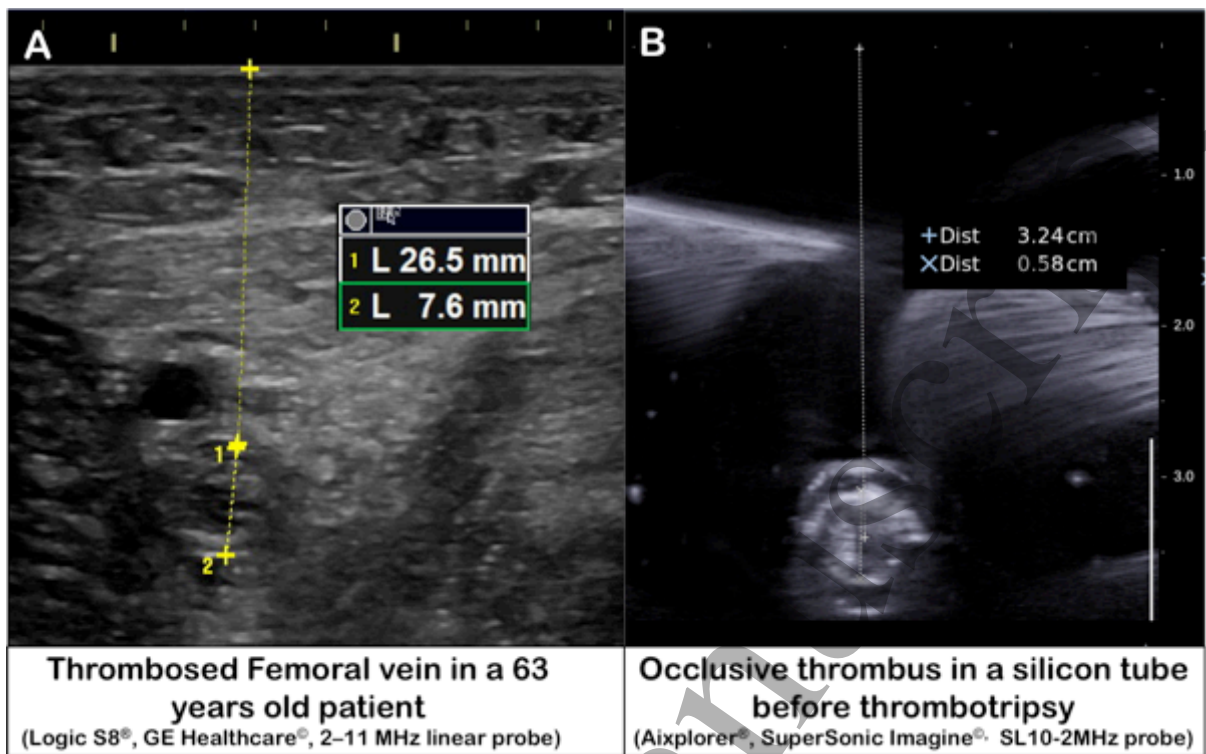 A
B
1 L 26.5 mm
2 L 7.6 mm
1
2
+Dist 3.24cm
×Dist 0.58cm
1.0
2.0
3.0
Thrombosed Femoral vein in a 63
years old patient
(Logic S8®, GE Healthcare©, 2–11 MHz linear probe)
Occlusive thrombus in a silicon tube
before thrombotripsy
(Aixplorer®, SuperSonic Imagine©, SL10-2MHz probe)